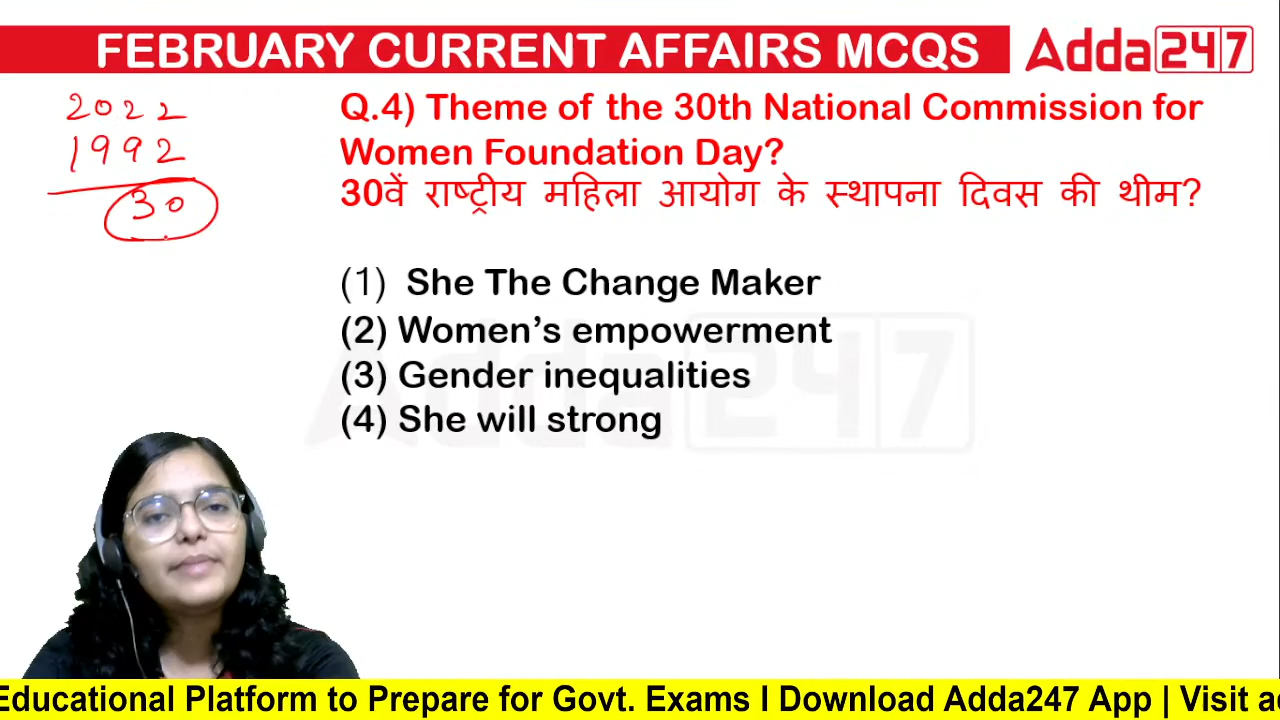 FEBRUARY CURRENT AFFAIRS MCQS
Adda247
2022
1992
30
Q.4) Theme of the 30th National Commission for
Women Foundation Day?
30वें राष्ट्रीय महिला आयोग के स्थापना दिवस की थीम?
(1) She The Change Maker
(2) Women’s empowerment
(3) Gender inequalities
(4) She will strong
Adda247
Educational Platform to Prepare for Govt. Exams I Download Adda247 App | Visit